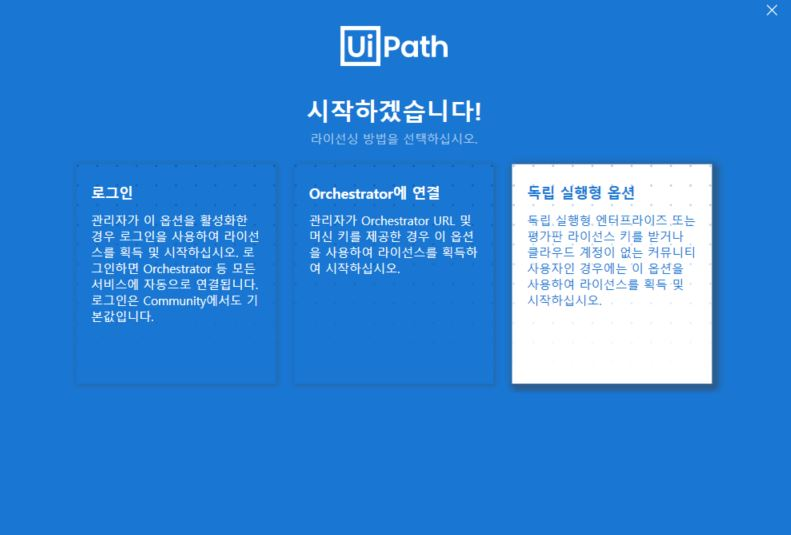 UiPath
시작하겠습니다!
라이선싱 방법을 선택하십시오.
로그인
관리자가 이 옵션을 활성화한
경우 로그인을 사용하여 라이선
스를 획득 및 시작하십시오. 로
그인하면 Orchestrator 등 모든
서비스에 자동으로 연결됩니다.
로그인은 Community에서도 기
본값입니다.
Orchestrator에 연결
관리자가 Orchestrator URL 및
머신 키를 제공한 경우 이 옵션
을 사용하여 라이선스를 획득하
여 시작하십시오.
독립 실행형 옵션
독립 실행형 엔터프라이즈 또는
평가판 라이선스 키를 받거나
클라우드 계정이 없는 커뮤니티
사용자인 경우에는 이 옵션을
사용하여 라이선스를 획득 및
시작하십시오.